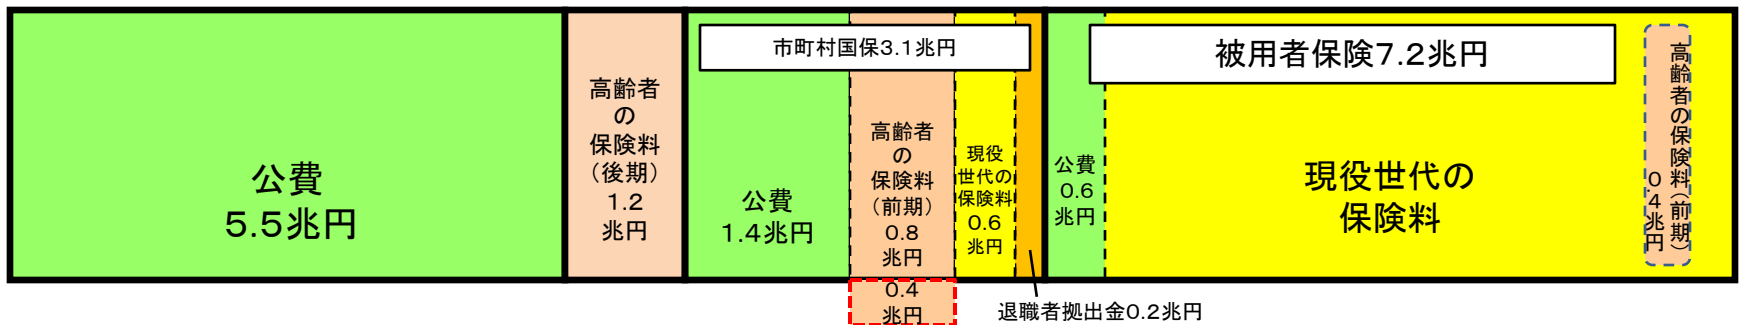 公費
5.5兆円
高齢者
の
保険料
（後期）
1.2
兆円
市町村国保3.1兆円
公費
1.4兆円
高齢者
の
保険料
（前期）
0.8
兆円
0.4
兆円
現役
世代の
保険料
0.6
兆円
退職者拠出金0.2兆円
被用者保険7.2兆円
公費
0.6
兆円
現役世代の
保険料
高齢者の保険料（前期）
0.4兆円